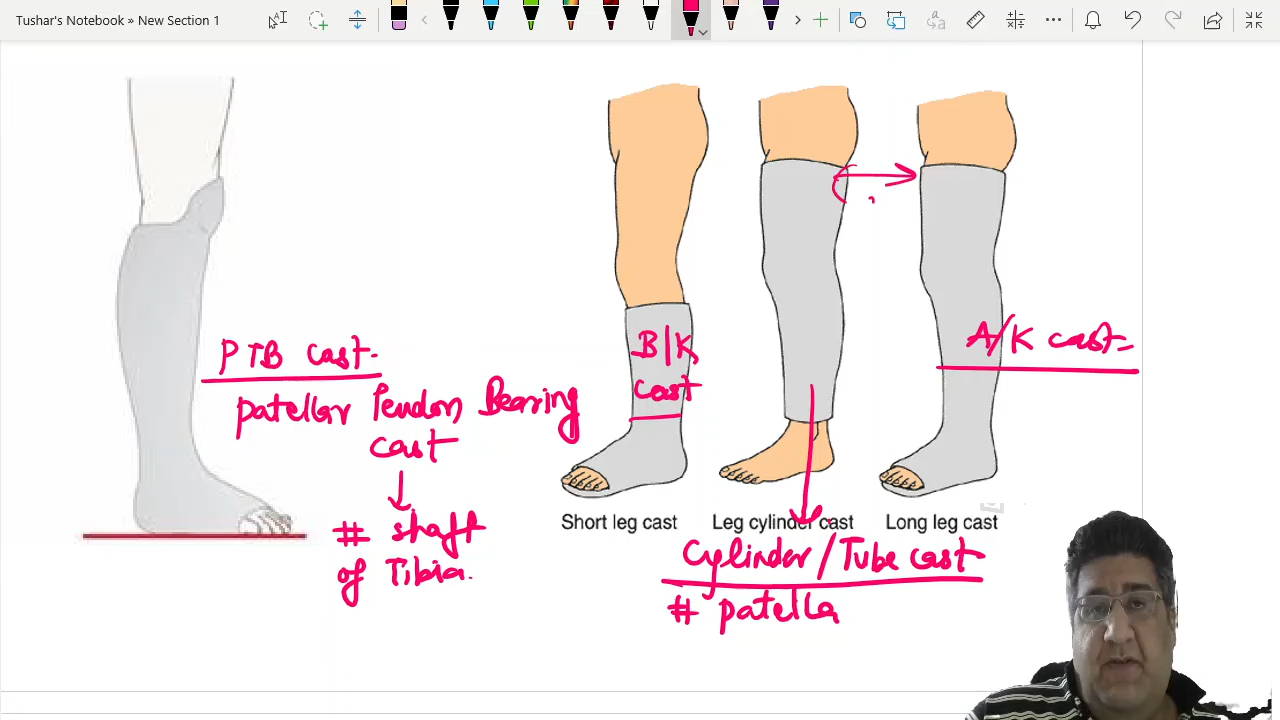 Tushar's Notebook » New Section 1
PTB cast.
patellar Tendon Bearing
cast
# shaft
of Tibia.
B/K
cast
A/K cast
Short leg cast
Leg cylinder cast
Long leg cast
Cylinder/Tube cast
# patella